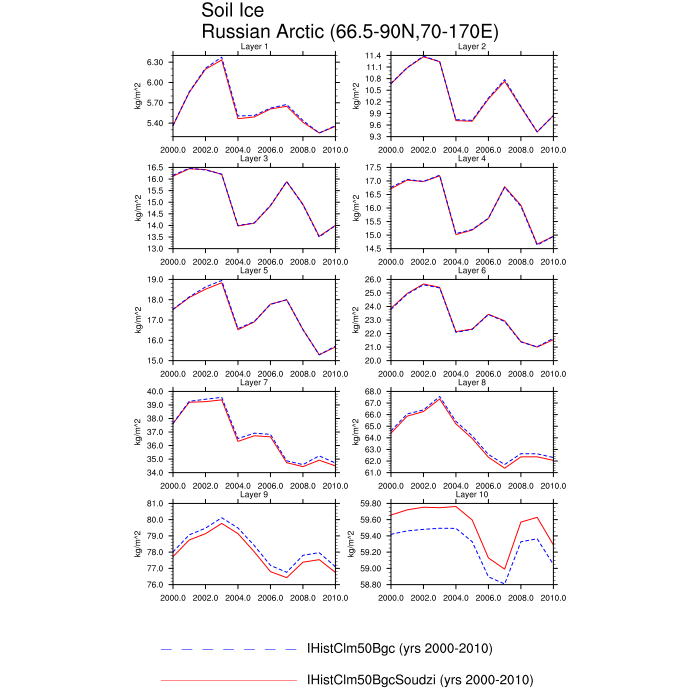 Soil Ice
Russian Arctic (66.5-90N,70-170E)
Layer 1
Layer 2
kg/m^2
6.30
6.00
5.70
5.40
2000.0 2002.0 2004.0 2006.0 2008.0 2010.0
kg/m^2
11.4
11.1
10.8
10.5
10.2
9.9
9.6
9.3
2000.0 2002.0 2004.0 2006.0 2008.0 2010.0
Layer 3
Layer 4
kg/m^2
16.5
16.0
15.5
15.0
14.5
14.0
13.5
13.0
2000.0 2002.0 2004.0 2006.0 2008.0 2010.0
kg/m^2
17.5
17.0
16.5
16.0
15.5
15.0
14.5
2000.0 2002.0 2004.0 2006.0 2008.0 2010.0
Layer 5
Layer 6
kg/m^2
19.0
18.0
17.0
16.0
15.0
2000.0 2002.0 2004.0 2006.0 2008.0 2010.0
kg/m^2
26.0
25.0
24.0
23.0
22.0
21.0
20.0
2000.0 2002.0 2004.0 2006.0 2008.0 2010.0
Layer 7
Layer 8
kg/m^2
40.0
39.0
38.0
37.0
36.0
35.0
34.0
2000.0 2002.0 2004.0 2006.0 2008.0 2010.0
kg/m^2
68.0
67.0
66.0
65.0
64.0
63.0
62.0
61.0
2000.0 2002.0 2004.0 2006.0 2008.0 2010.0
Layer 9
Layer 10
kg/m^2
81.0
80.0
79.0
78.0
77.0
76.0
2000.0 2002.0 2004.0 2006.0 2008.0 2010.0
kg/m^2
59.80
59.60
59.40
59.20
59.00
58.80
2000.0 2002.0 2004.0 2006.0 2008.0 2010.0
IHistClm50Bgc (yrs 2000-2010)
IHistClm50BgcSoudzi (yrs 2000-2010)